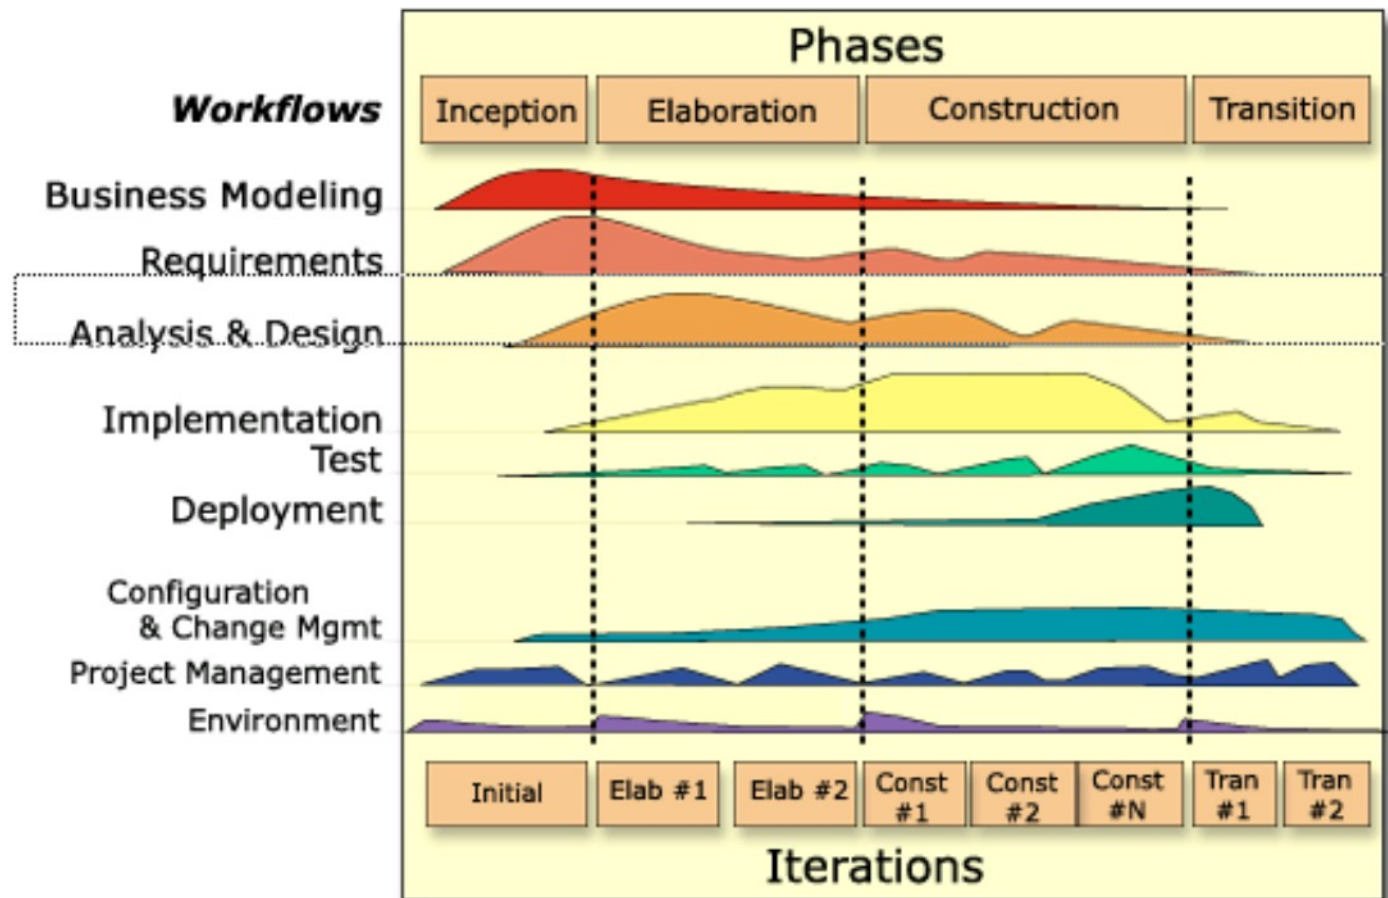 Phases
Workflows
Inception
Elaboration
Construction
Transition
Business Modeling
Requirements
Analysis & Design
Implementation
Test
Deployment
Configuration
& Change Mgmt
Project Management
Environment
Initial
Elab #1
Elab #2
Const
#1
Const
#2
Const
#N
Tran
#1
Tran
#2
Iterations